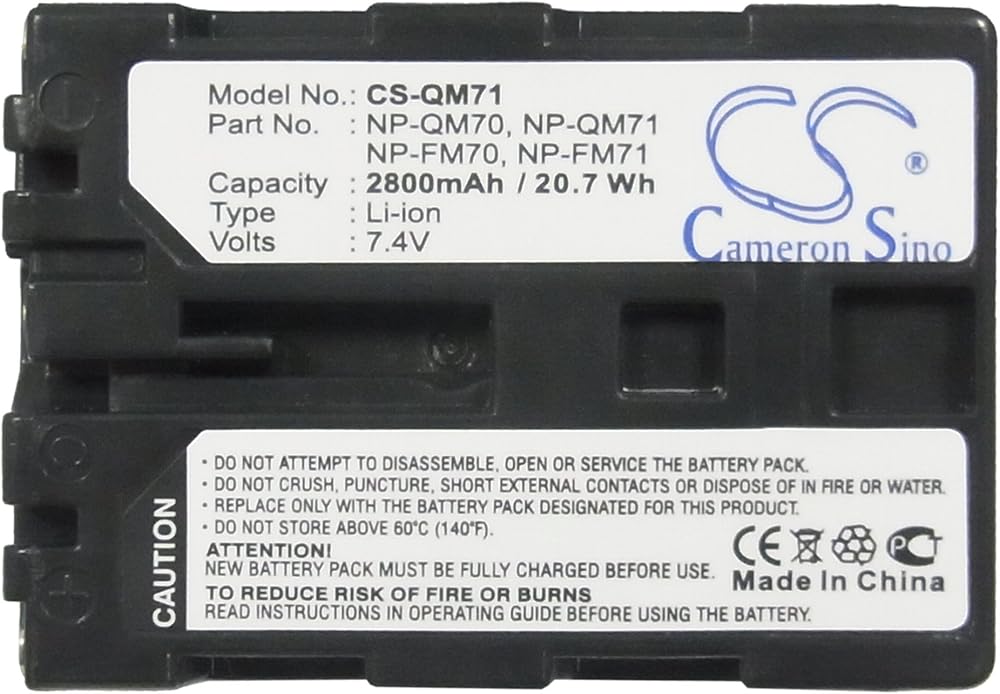 Model No.: CS-QM71
Part No. : NP-QM70, NP-QM71
NP-FM70, NP-FM71
Capacity : 2800mAh / 20.7 Wh
Type : Li-ion
Volts : 7.4V
CS ®
Cameron Sino
C
CAUTION
• DO NOT ATTEMPT TO DISASSEMBLE, OPEN OR SERVICE THE BATTERY PACK.
• DO NOT CRUSH, PUNCTURE, SHORT EXTERNAL CONTACTS OR DISPOSE OF IN FIRE OR WATER.
• REPLACE ONLY WITH THE BATTERY PACK DESIGNATED FOR THIS PRODUCT.
• DO NOT STORE ABOVE 60°C (140°F).
ATTENTION!
NEW BATTERY PACK MUST BE FULLY CHARGED BEFORE USE.
TO REDUCE RISK OF FIRE OR BURNS
READ INSTRUCTIONS IN OPERATING GUIDE BEFORE USING THE BATTERY.
CE PCT
Made In China